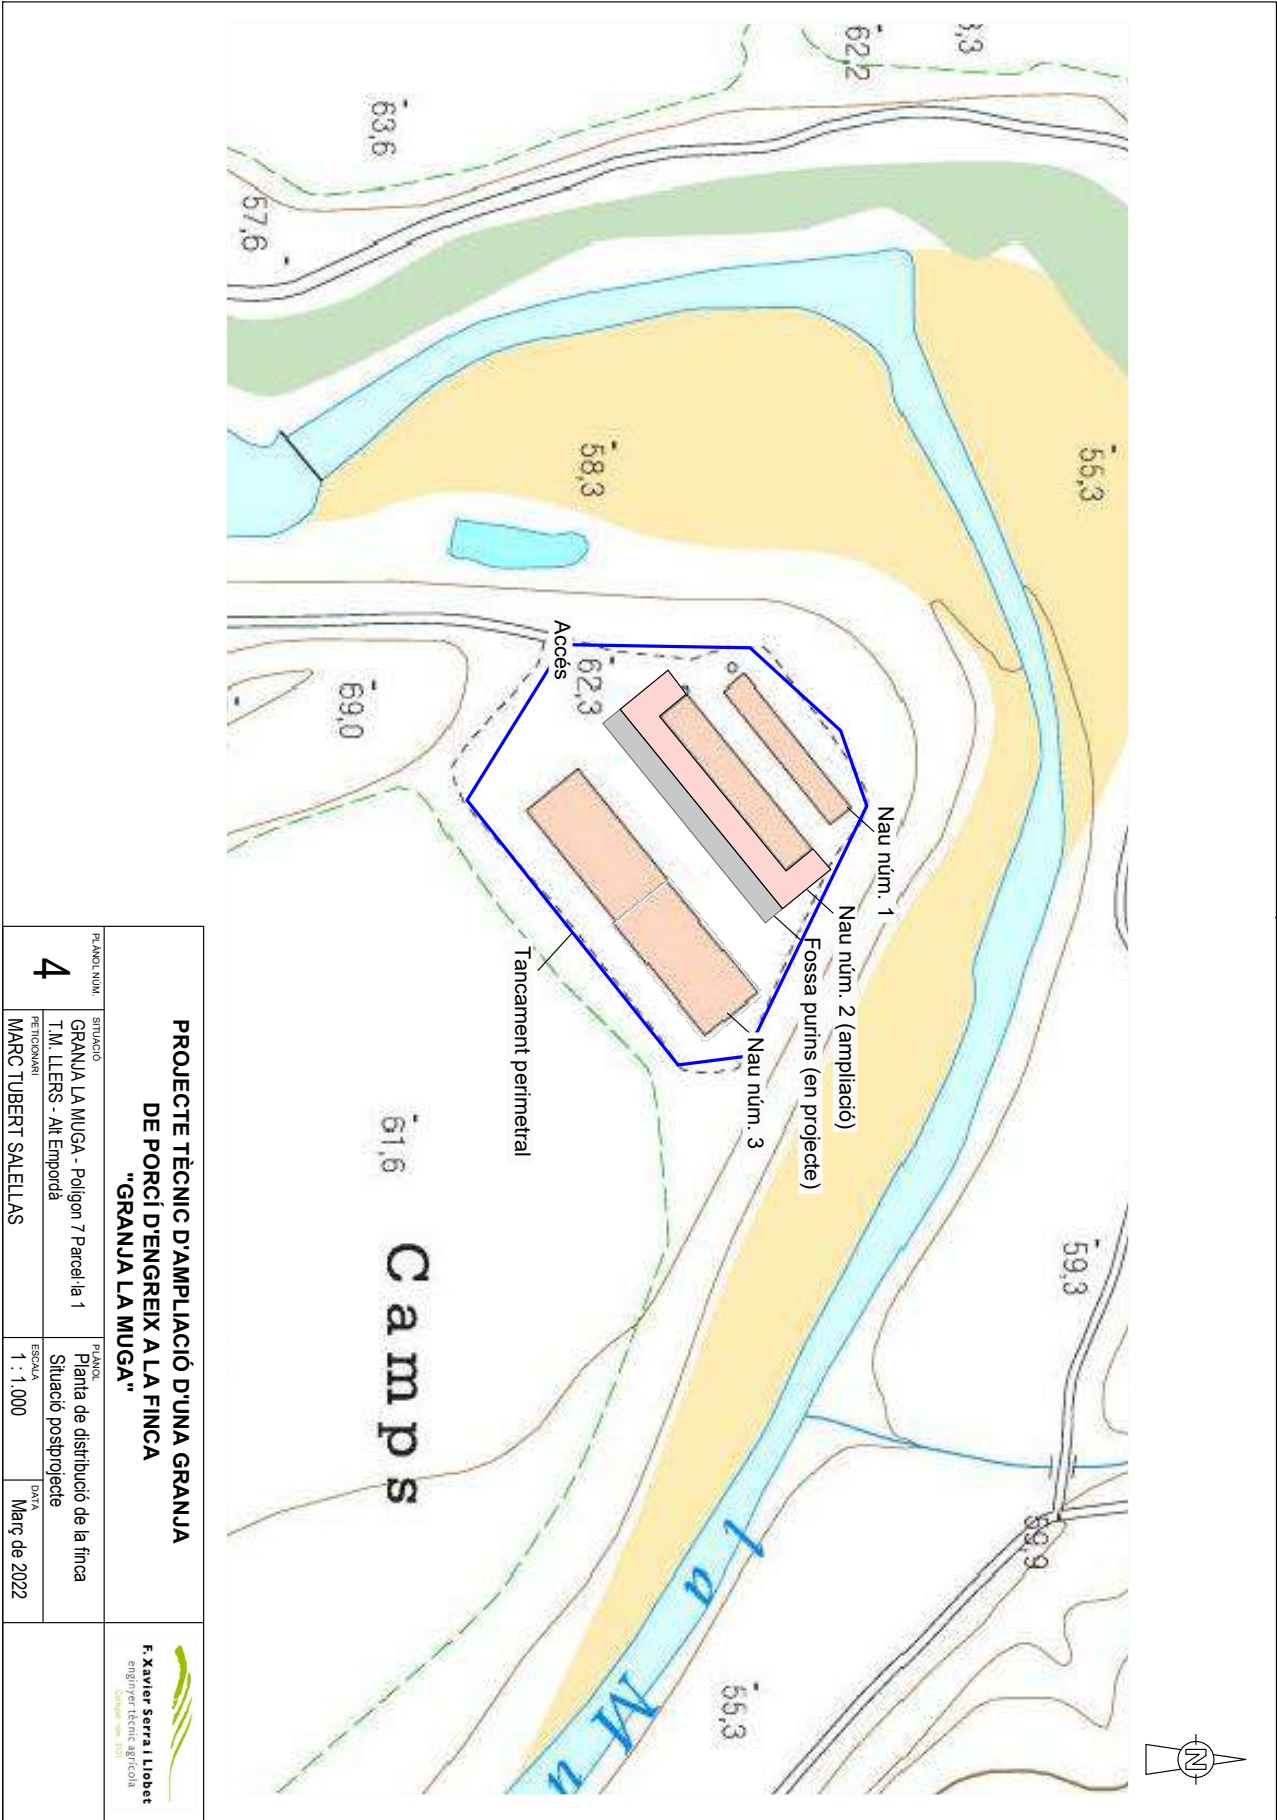 N
55,3
59,3
62,2
Nau núm. 1
Nau núm. 2 (ampliació)
Fossa purins (en projecte)
Nau núm. 3
la Mu
55,3
58,3
62,3
Accés
Tancament perimetral
61,6
Camps
63,6
69,0
57,6
PROJECTE TÈCNIC D'AMPLIACIÓ D'UNA GRANJA
DE PORCÍ D'ENGREIX A LA FINCA
"GRANJA LA MUGA"
F. Xavier Serra i Llobet
enginyer tècnic agrícola
PLÀNOL NÚM.
4
SITUACIÓ
GRANJA LA MUGA - Polígon 7 Parcel·la 1
T.M. LLERS - Alt Empordà
PETICIONARI
MARC TUBERT SALELLAS
PLÀNOL
Planta de distribució de la finca
Situació postprojecte
ESCALA
1 : 1.000
DATA
Març de 2022